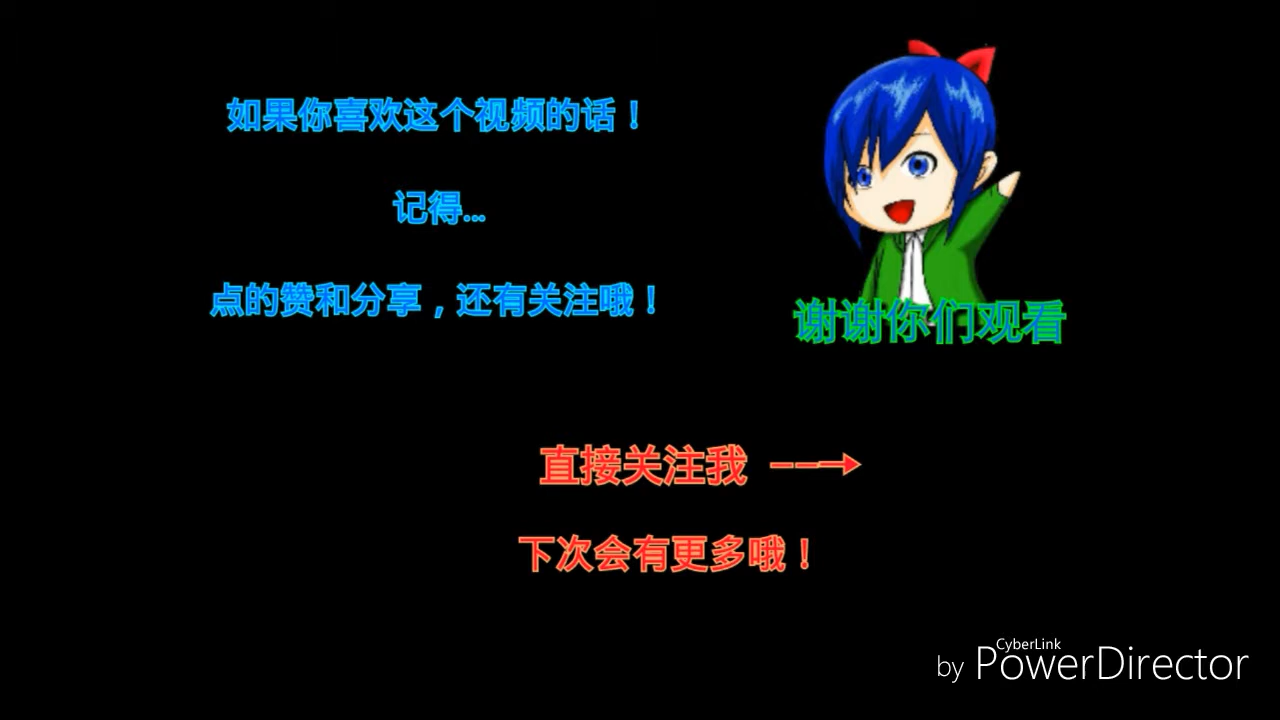 如果你喜欢这个视频的话！
记得...
点的赞和分享，还有关注哦！
谢谢你们观看
直接关注我 ---→
下次会有更多哦！
CyberLink
by PowerDirector